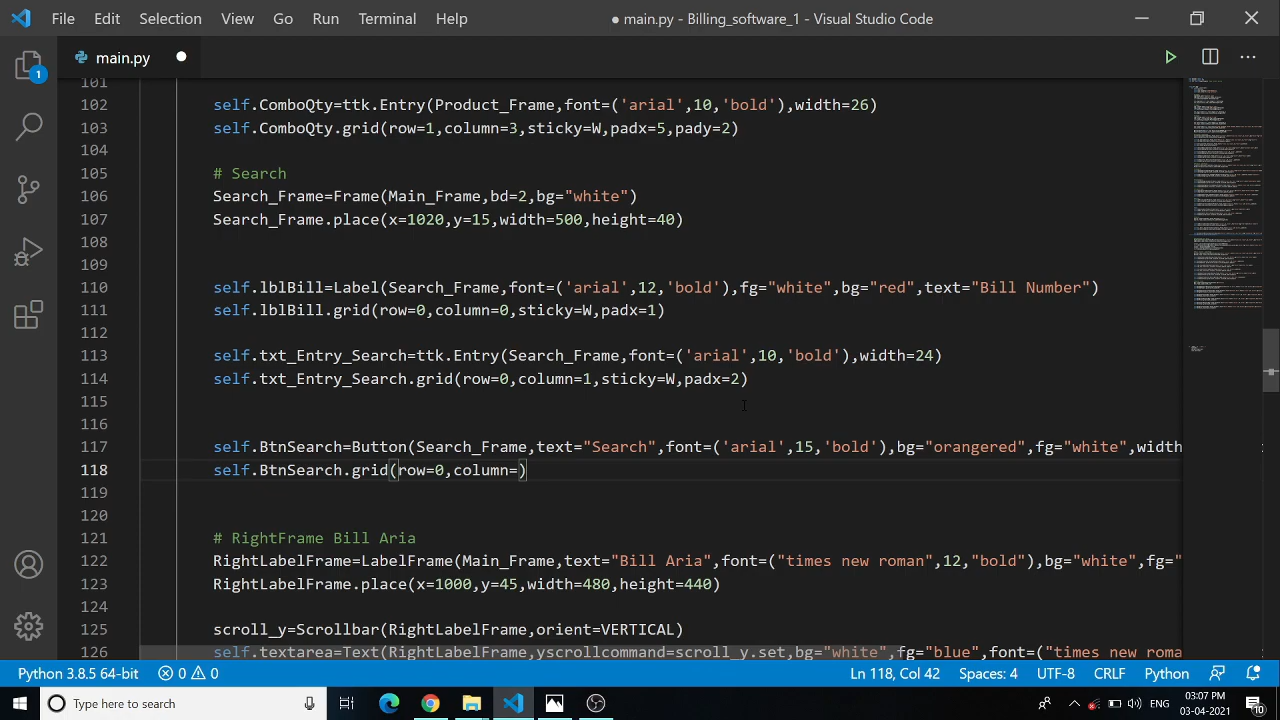 File Edit Selection View Go Run Terminal Help ● main.py - Billing_software_1 - Visual Studio Code
1
main.py
101
102 self.ComboQty=ttk.Entry(ProductFrame,font=('arial',10,'bold'),width=26)
103 self.ComboQty.grid(row=1,column=3,sticky=W,padx=5,pady=2)
104
105 # Search
106 Search_Frame=Frame(Main_Frame,bd=2,bg="white")
107 Search_Frame.place(x=1020,y=15,width=500,height=40)
108
109
110 self.lblBill=Label(Search_Frame,font=('arial',12,'bold'),fg="white",bg="red",text="Bill Number")
111 self.lblBill.grid(row=0,column=0,sticky=W,padx=1)
112
113 self.txt_Entry_Search=ttk.Entry(Search_Frame,font=('arial',10,'bold'),width=24)
114 self.txt_Entry_Search.grid(row=0,column=1,sticky=W,padx=2)
115
116
117 self.BtnSearch=Button(Search_Frame,text="Search",font=('arial',15,'bold'),bg="orangered",fg="white",width
118 self.BtnSearch.grid(row=0,column=)
119
120
121 # RightFrame Bill Aria
122 RightLabelFrame=LabelFrame(Main_Frame,text="Bill Aria",font=("times new roman",12,"bold"),bg="white",fg="
123 RightLabelFrame.place(x=1000,y=45,width=480,height=440)
124
125 scroll_y=Scrollbar(RightLabelFrame,orient=VERTICAL)
126 self.textarea=Text(RightLabelFrame,yscrollcommand=scroll_y.set,bg="white",fg="blue",font=("times new roma
Python 3.8.5 64-bit 0 0 Ln 118, Col 42 Spaces: 4 UTF-8 CRLF Python
Type here to search ENG 03:07 PM
03-04-2021
10